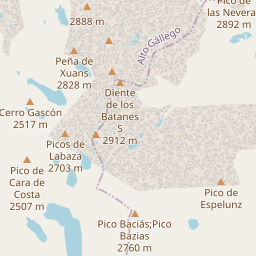 2888 m
Pico de
las Nevera
2892 m
Alto Gállego
Peña de
Xuans
2828 m
Diente
de los
Batanes
S
2912 m
Cerro Gascón
2517 m
Picos de
Labaza
2703 m
Pico de
Cara de
Costa
2507 m
Pico de
Espelunz
Pico Baciás;Pico
Bazias
2760 m